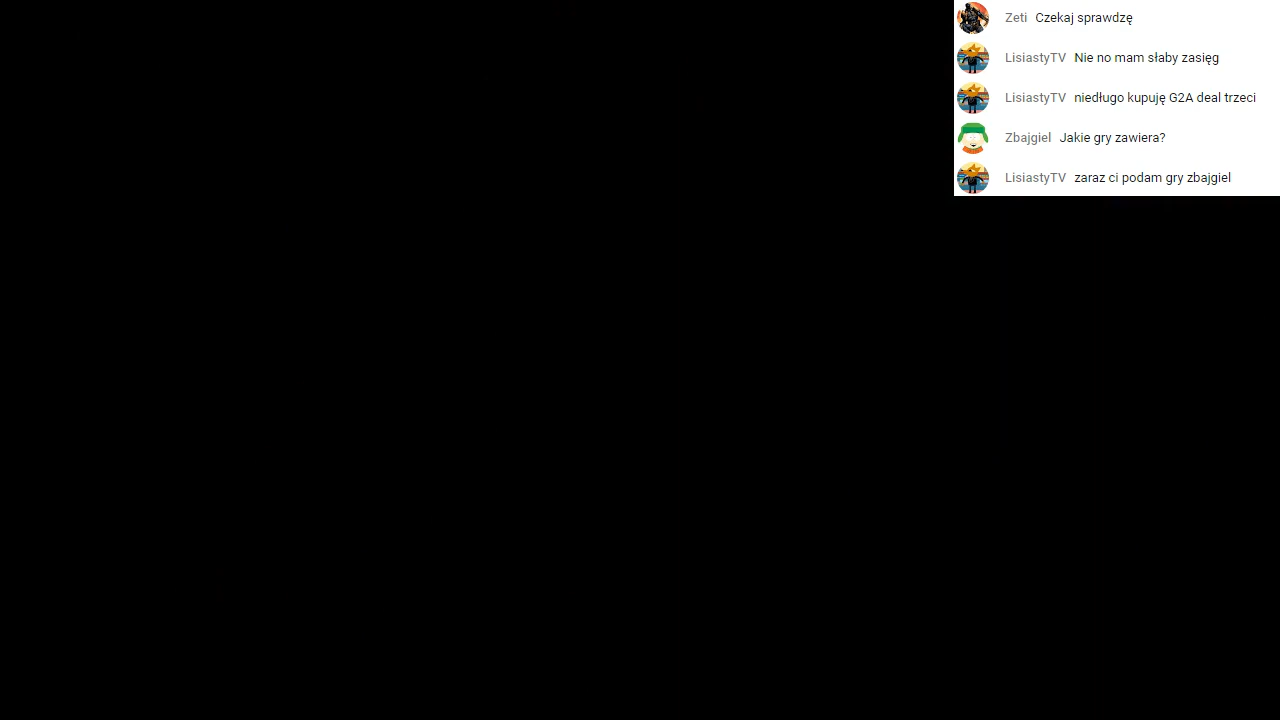 Zeti Czekaj sprawdzę
LisiastyTV Nie no mam słaby zasięg
LisiastyTV niedługo kupuję G2A deal trzeci
Zbajgiel Jakie gry zawiera?
LisiastyTV zaraz ci podam gry zbajgiel